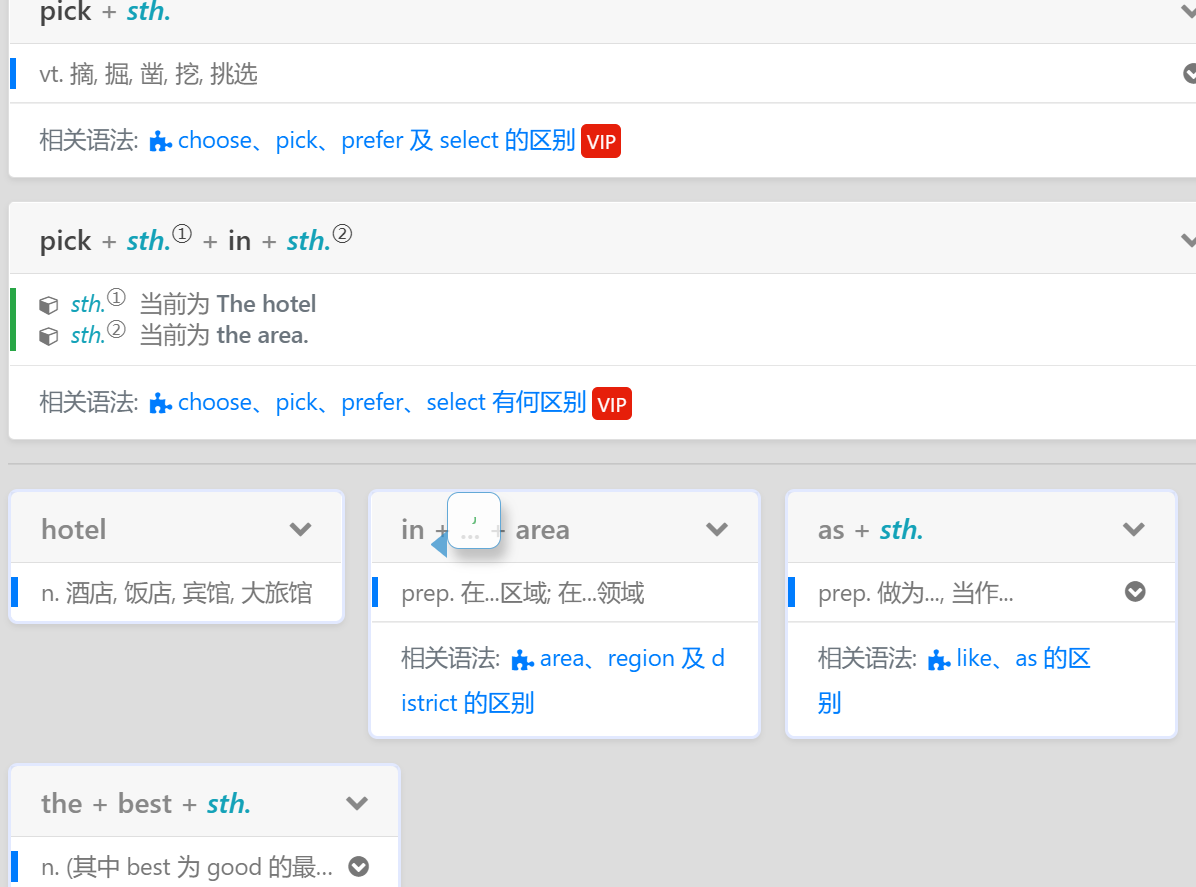 pick + sth.
vt. 摘, 掘, 凿, 挖, 挑选
相关语法: choose、pick、prefer 及 select 的区别 VIP
pick + sth.① + in + sth.②
sth.① 当前为 The hotel
sth.② 当前为 the area.
相关语法: choose、pick、prefer、select 有何区别 VIP
hotel
n. 酒店, 饭店, 宾馆, 大旅馆
in + ... + area
prep. 在...区域; 在...领域
相关语法: area、region 及 d
istrict 的区别
as + sth.
prep. 做为..., 当作...
相关语法: like、as 的区
别
the + best + sth.
n. (其中 best 为 good 的最...